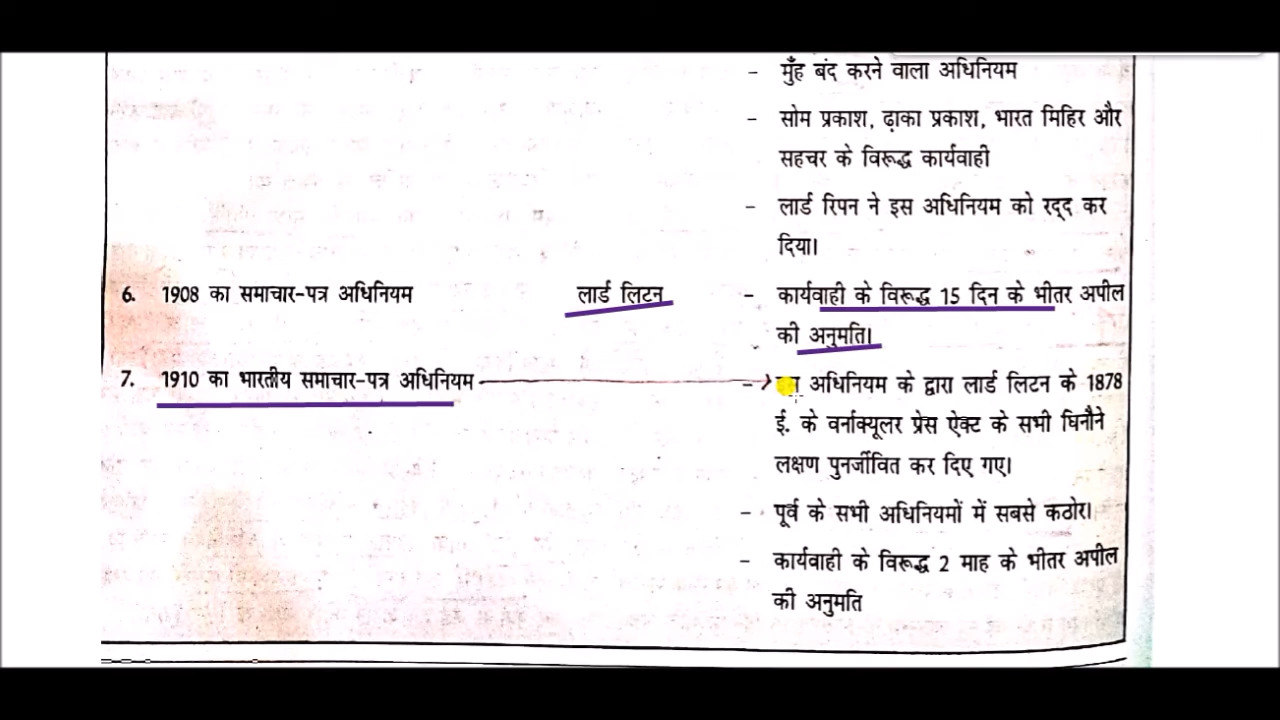 - मुँह बंद करने वाला अधिनियम
- सोम प्रकाश, ढ़ाका प्रकाश, भारत मिहिर और
सहचर के विरूद्ध कार्यवाही
- लार्ड रिपन ने इस अधिनियम को रद्द कर
दिया।
6. 1908 का समाचार-पत्र अधिनियम लार्ड लिटन - कार्यवाही के विरूद्ध 15 दिन के भीतर अपील
की अनुमति।
7. 1910 का भारतीय समाचार-पत्र अधिनियम - अधिनियम के द्वारा लार्ड लिटन के 1878
ई. के वर्नाक्यूलर प्रेस ऐक्ट के सभी घिनौने
लक्षण पुनर्जीवित कर दिए गए।
- पूर्व के सभी अधिनियमों में सबसे कठोर।
- कार्यवाही के विरूद्ध 2 माह के भीतर अपील
की अनुमति